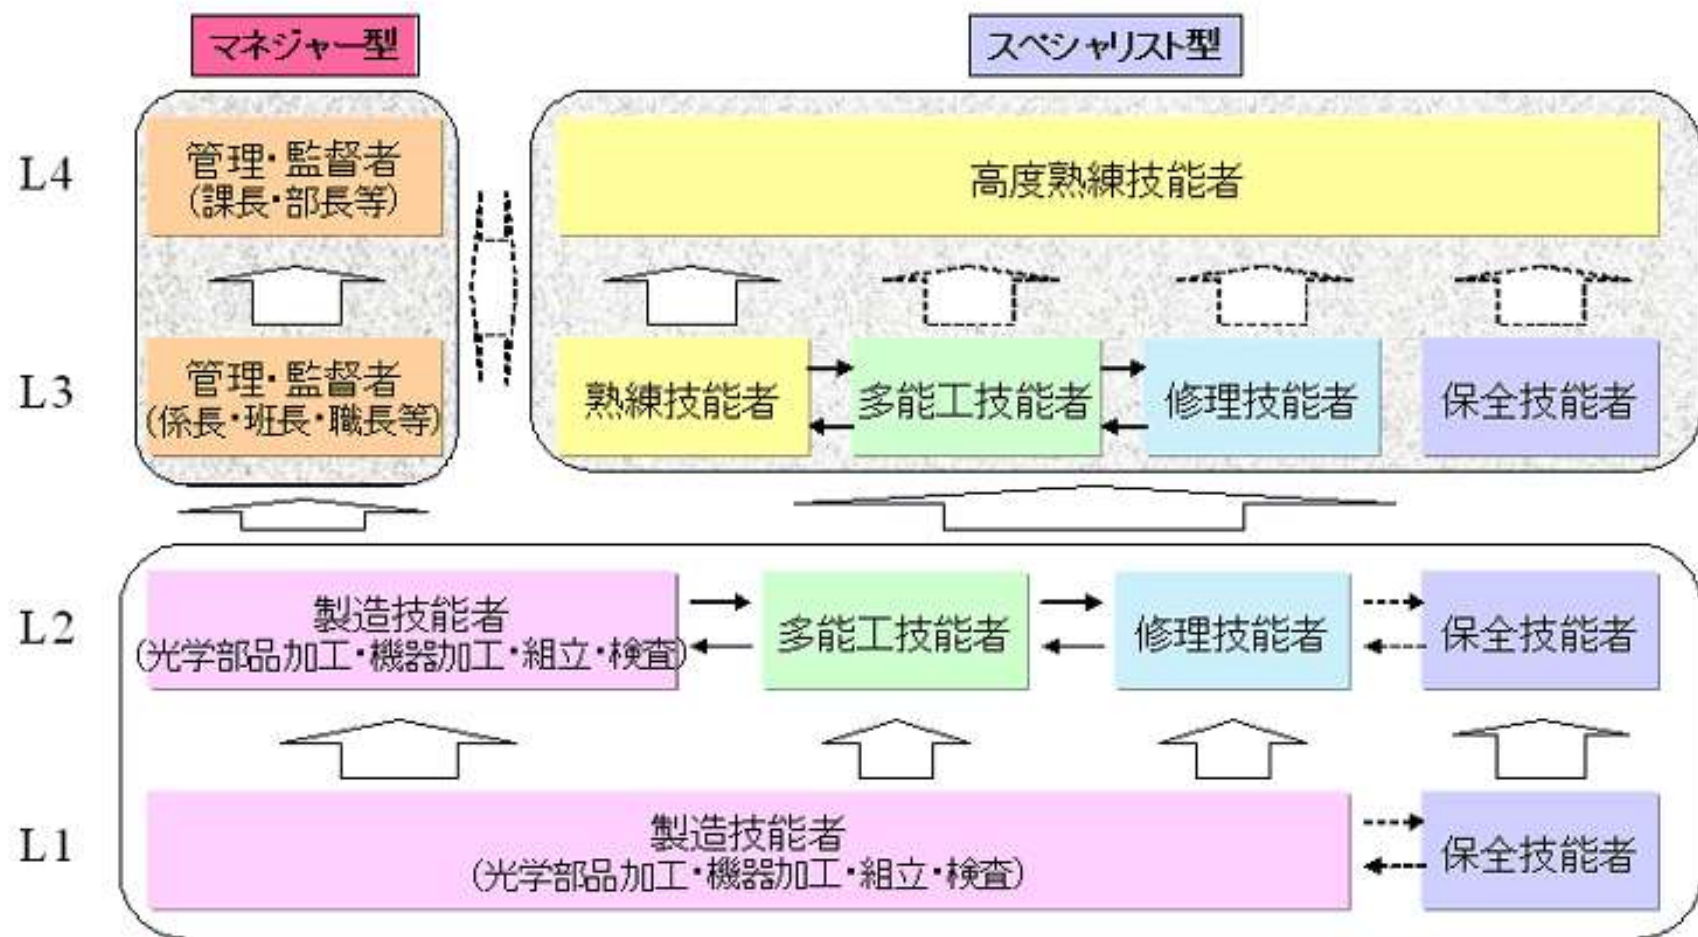 マネジャー型
スペシャリスト型
L4
管理・監督者
(課長・部長等)
高度熟練技能者
L3
管理・監督者
(係長・班長・職長等)
熟練技能者
多能工技能者
修理技能者
保全技能者
L2
製造技能者
(光学部品加工・機器加工・組立・検査)
多能工技能者
修理技能者
保全技能者
L1
製造技能者
(光学部品加工・機器加工・組立・検査)
保全技能者